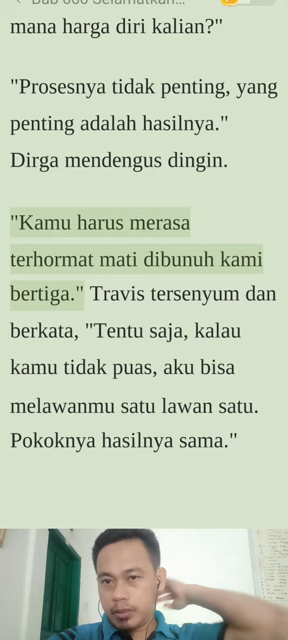 mana harga diri kalian?"
"Prosesnya tidak penting, yang
penting adalah hasilnya."
Dirga mendengus dingin.
"Kamu harus merasa
terhormat mati dibunuh kami
bertiga." Travis tersenyum dan
berkata, "Tentu saja, kalau
kamu tidak puas, aku bisa
melawanmu satu lawan satu.
Pokoknya hasilnya sama."